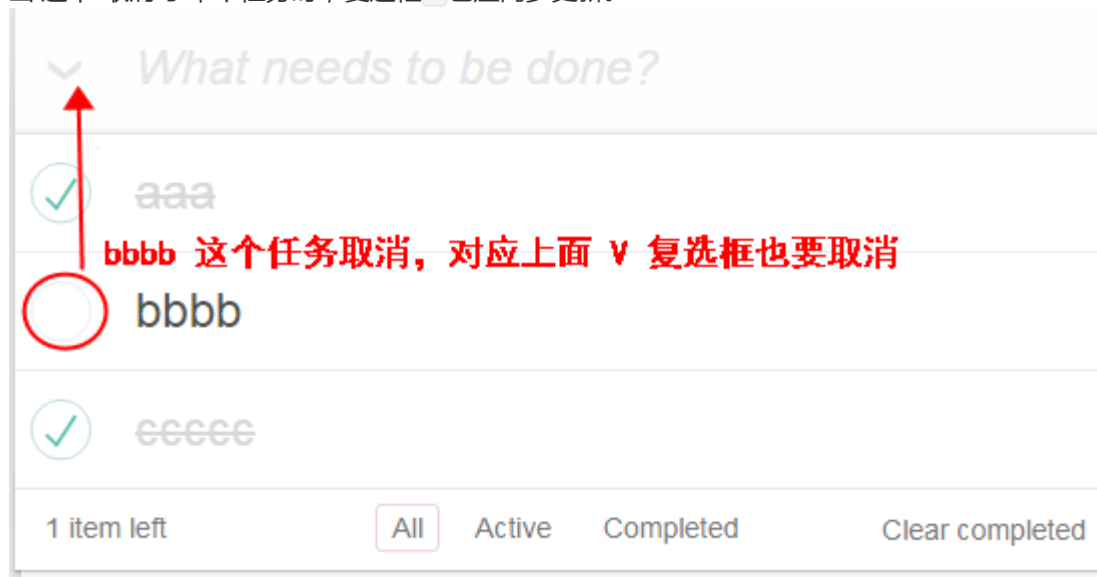 What needs to be done?
aaa
bbbb 这个任务取消，对应上面 V 复选框也要取消
bbbb
ccccc
1 item left All Active Completed Clear completed